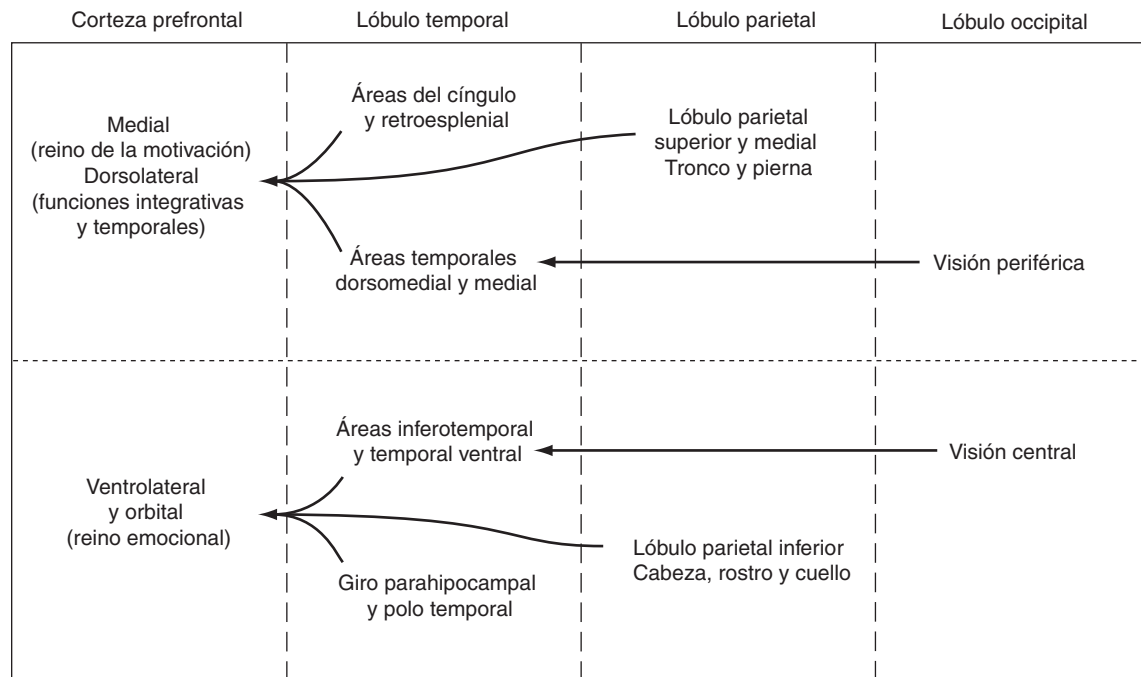 Corteza prefrontal
Lóbulo temporal
Lóbulo parietal
Lóbulo occipital
Medial
(reino de la motivación)
Dorsolateral
(funciones integrativas
y temporales)
Áreas del cíngulo
y retroesplenial
Lóbulo parietal
superior y medial
Tronco y pierna
Áreas temporales
dorsomedial y medial
Visión periférica
Ventrolateral
y orbital
(reino emocional)
Áreas inferotemporal
y temporal ventral
Visión central
Giro parahipocampal
y polo temporal
Lóbulo parietal inferior
Cabeza, rostro y cuello